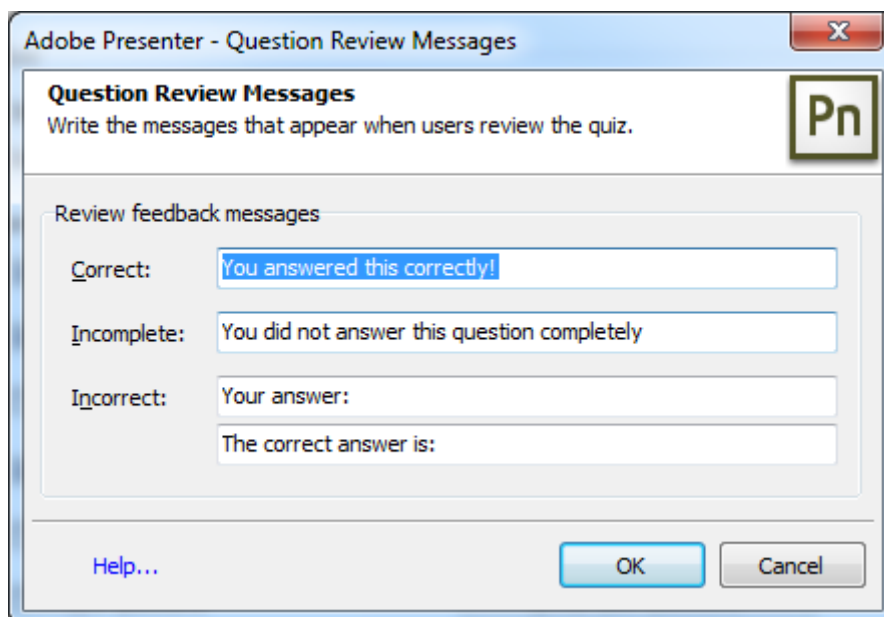 Adobe Presenter - Question Review Messages
Question Review Messages
Write the messages that appear when users review the quiz.
Pn
Review feedback messages
Correct: You answered this correctly!
Incomplete: You did not answer this question completely
Incorrect: Your answer:
The correct answer is:
Help... OK Cancel